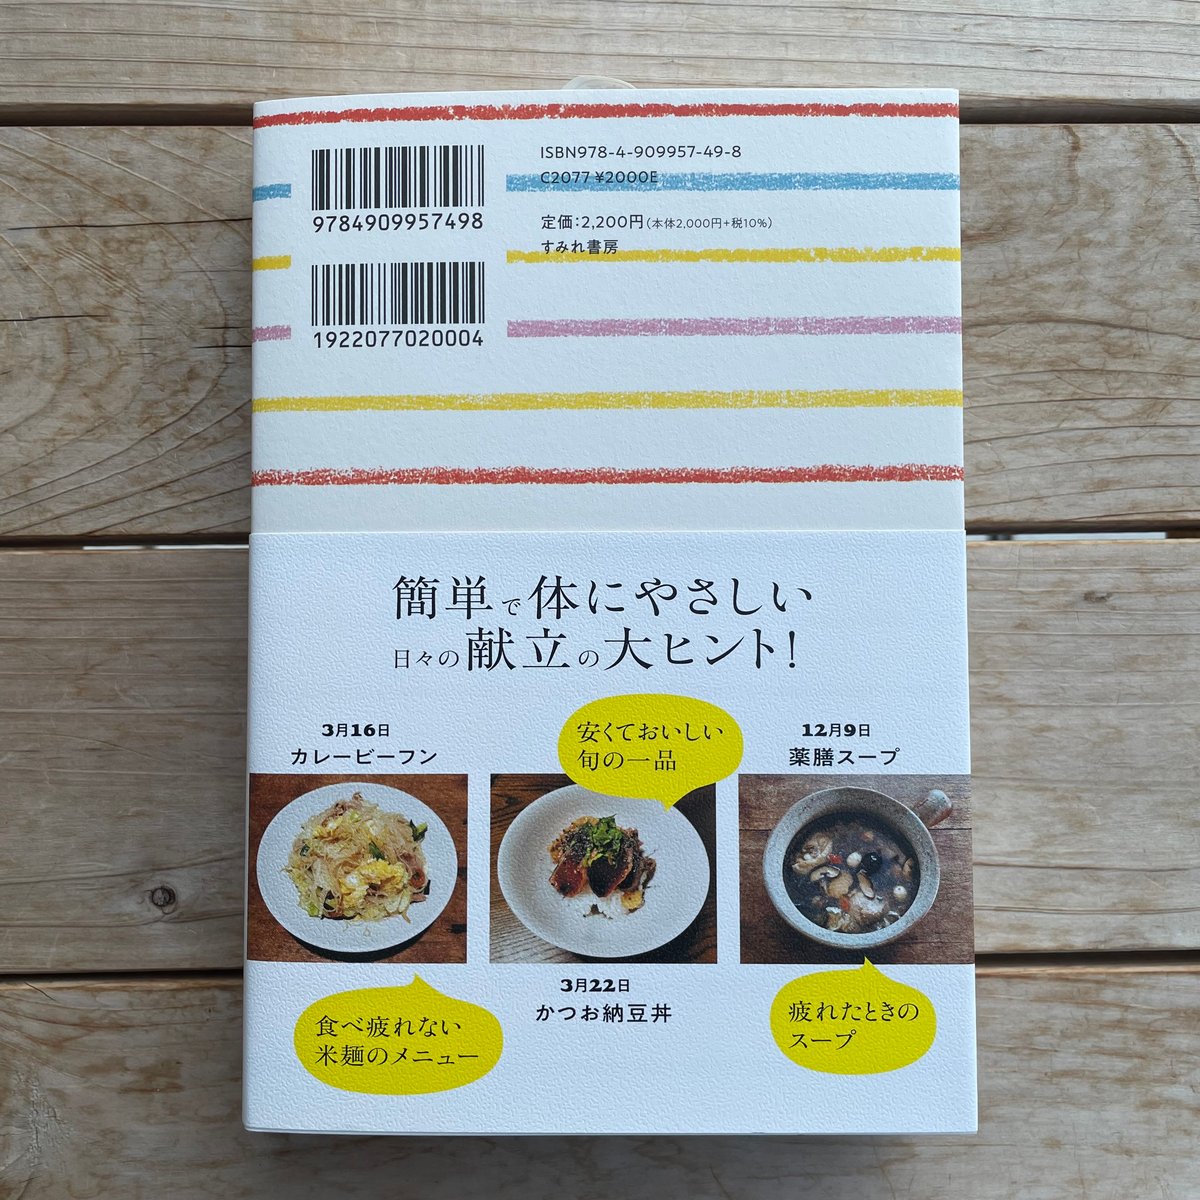 ISBN978-4-909957-49-8
C2077 ¥2000E
9784909957498
定価:2,200円(本体2,000円+税10%)
すみれ書房
1922077020004
簡単で体にやさしい
日々の献立の大ヒント!
3月16日
カレービーフン
食べ疲れない
米麺のメニュー
安くておいしい
旬の一品
3月22日
かつお納豆丼
12月9日
薬膳スープ
疲れたときの
スープ